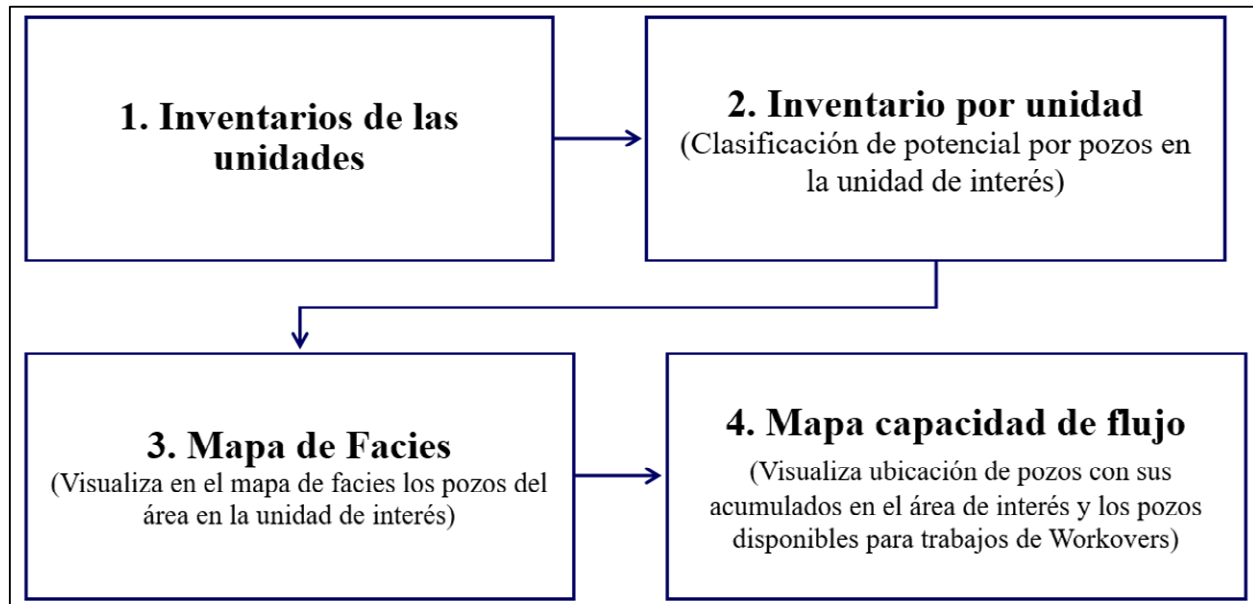 1. Inventarios de las
unidades
2. Inventario por unidad
(Clasificación de potencial por pozos en
la unidad de interés)
3. Mapa de Facies
(Visualiza en el mapa de facies los pozos del
área en la unidad de interés)
4. Mapa capacidad de flujo
(Visualiza ubicación de pozos con sus
acumulados en el área de interés y los pozos
disponibles para trabajos de Workovers)